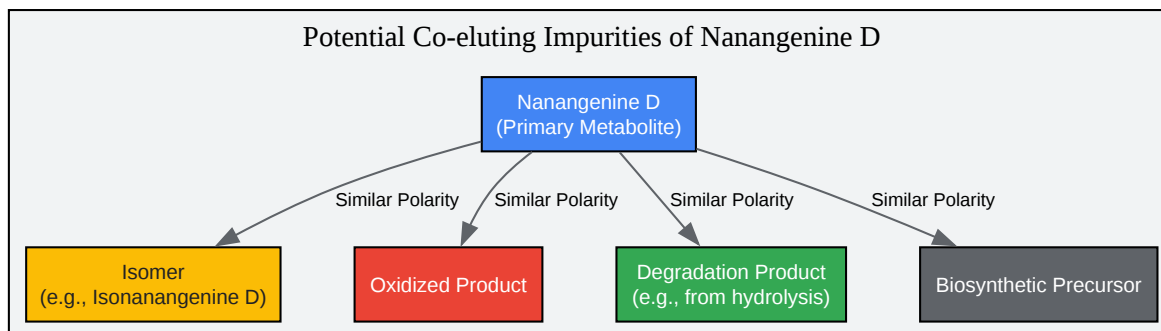 Potential Co-eluting Impurities of Nanangenine D
Nanangenine D
(Primary Metabolite)
Similar Polarity
Similar Polarity
Similar Polarity
Similar Polarity
Isomer
(e.g., Isonanangenine D)
Oxidized Product
Degradation Product
(e.g., from hydrolysis)
Biosynthetic Precursor